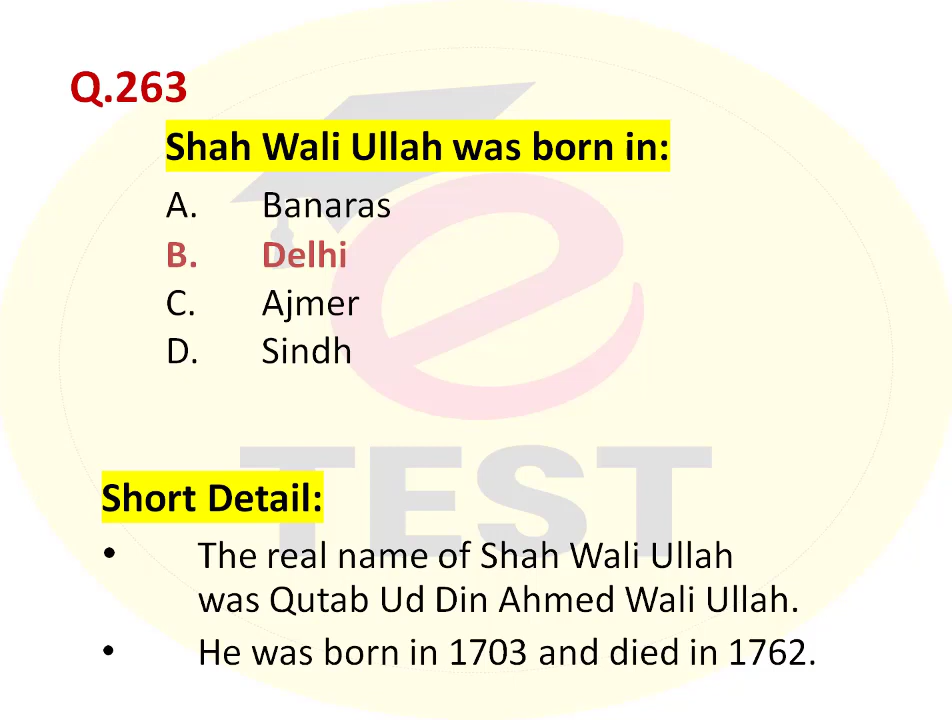 Q.263
Shah Wali Ullah was born in:
A. Banaras
B. Delhi
C. Ajmer
D. Sindh
e
TEST
Short Detail:
• The real name of Shah Wali Ullah
was Qutab Ud Din Ahmed Wali Ullah.
• He was born in 1703 and died in 1762.